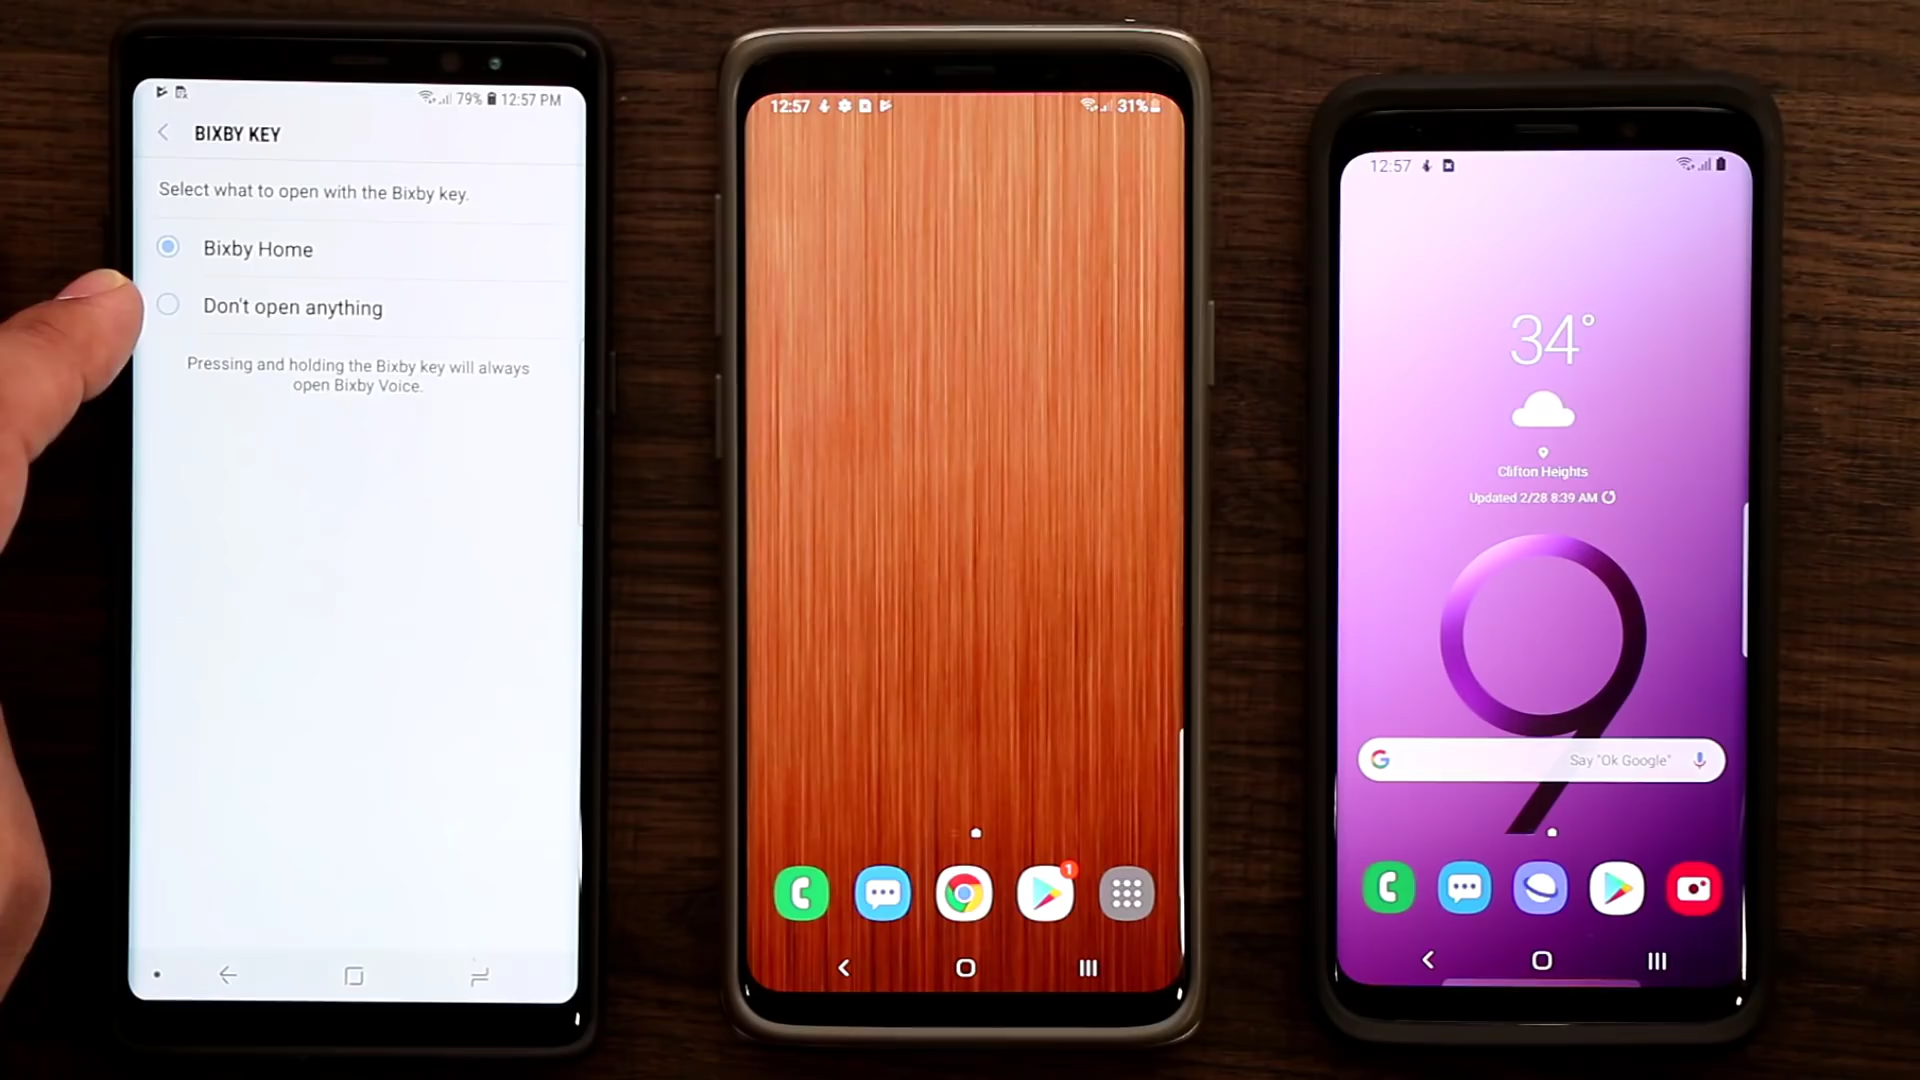 79% 12:57 PM
BIXBY KEY
Select what to open with the Bixby key.
Bixby Home
Don't open anything
Pressing and holding the Bixby key will always
open Bixby Voice.
12:57 31%
1
12:57
34°
Clifton Heights
Updated 2/28 8:39 AM
9
G Say "Ok Google"